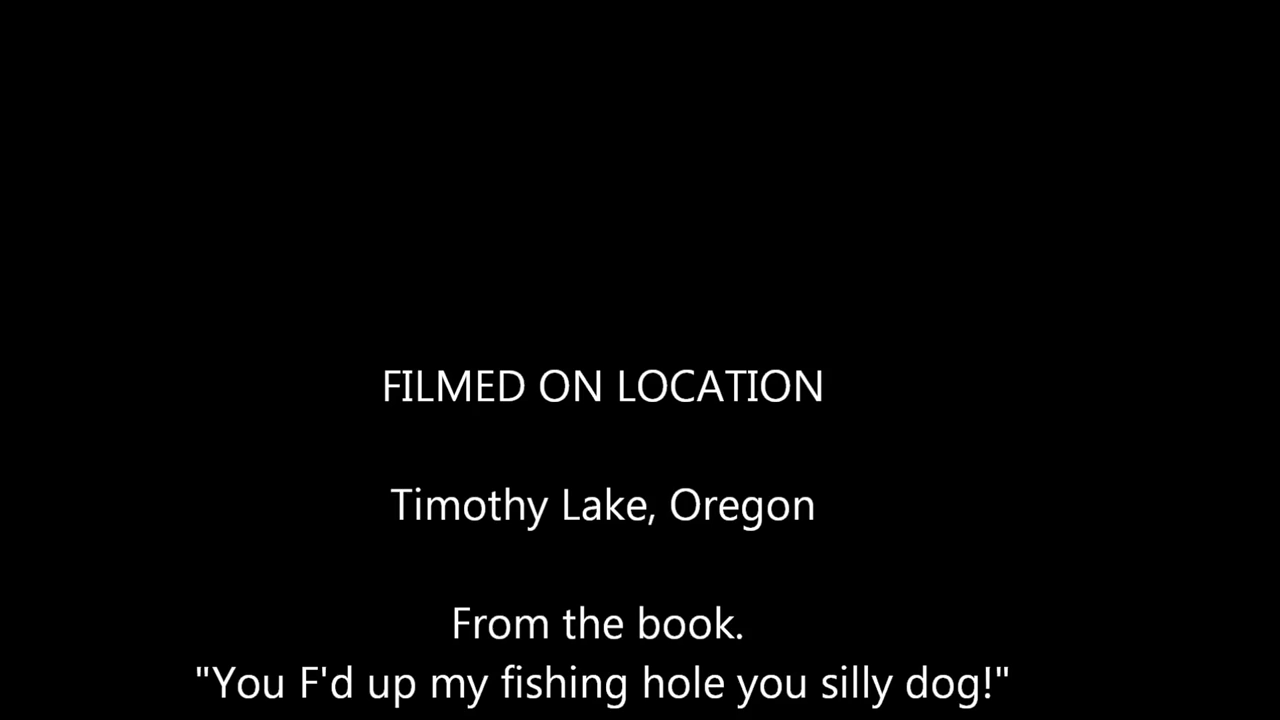 FILMED ON LOCATION
Timothy Lake, Oregon
From the book.
"You F'd up my fishing hole you silly dog!"